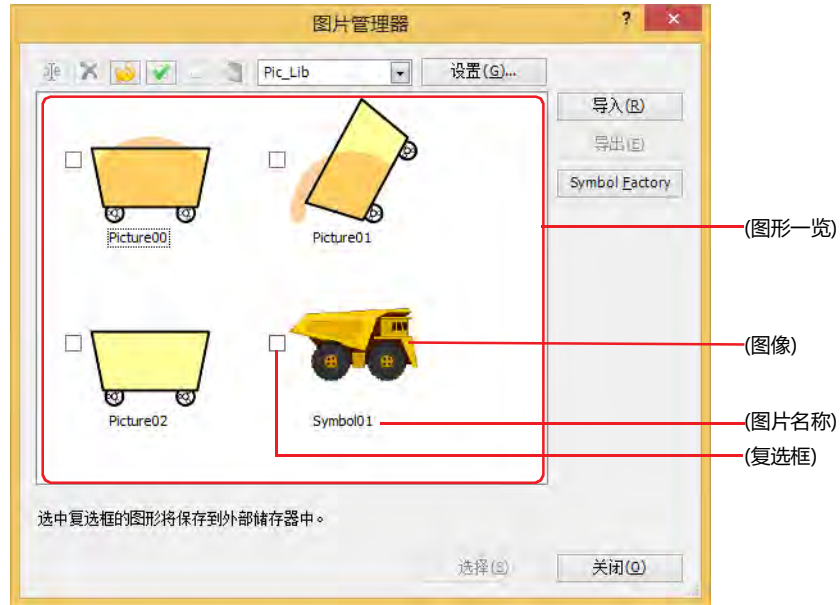 图片管理器
?
Pic_Lib
设置(G)...
导入(R)
导出(E)
Symbol Factory
Picture00
Picture01
(图形一览)
(图像)
Picture02
Symbol01
(图片名称)
(复选框)
选中复选框的图形将保存到外部储存器中。
选择(S)
关闭(O)